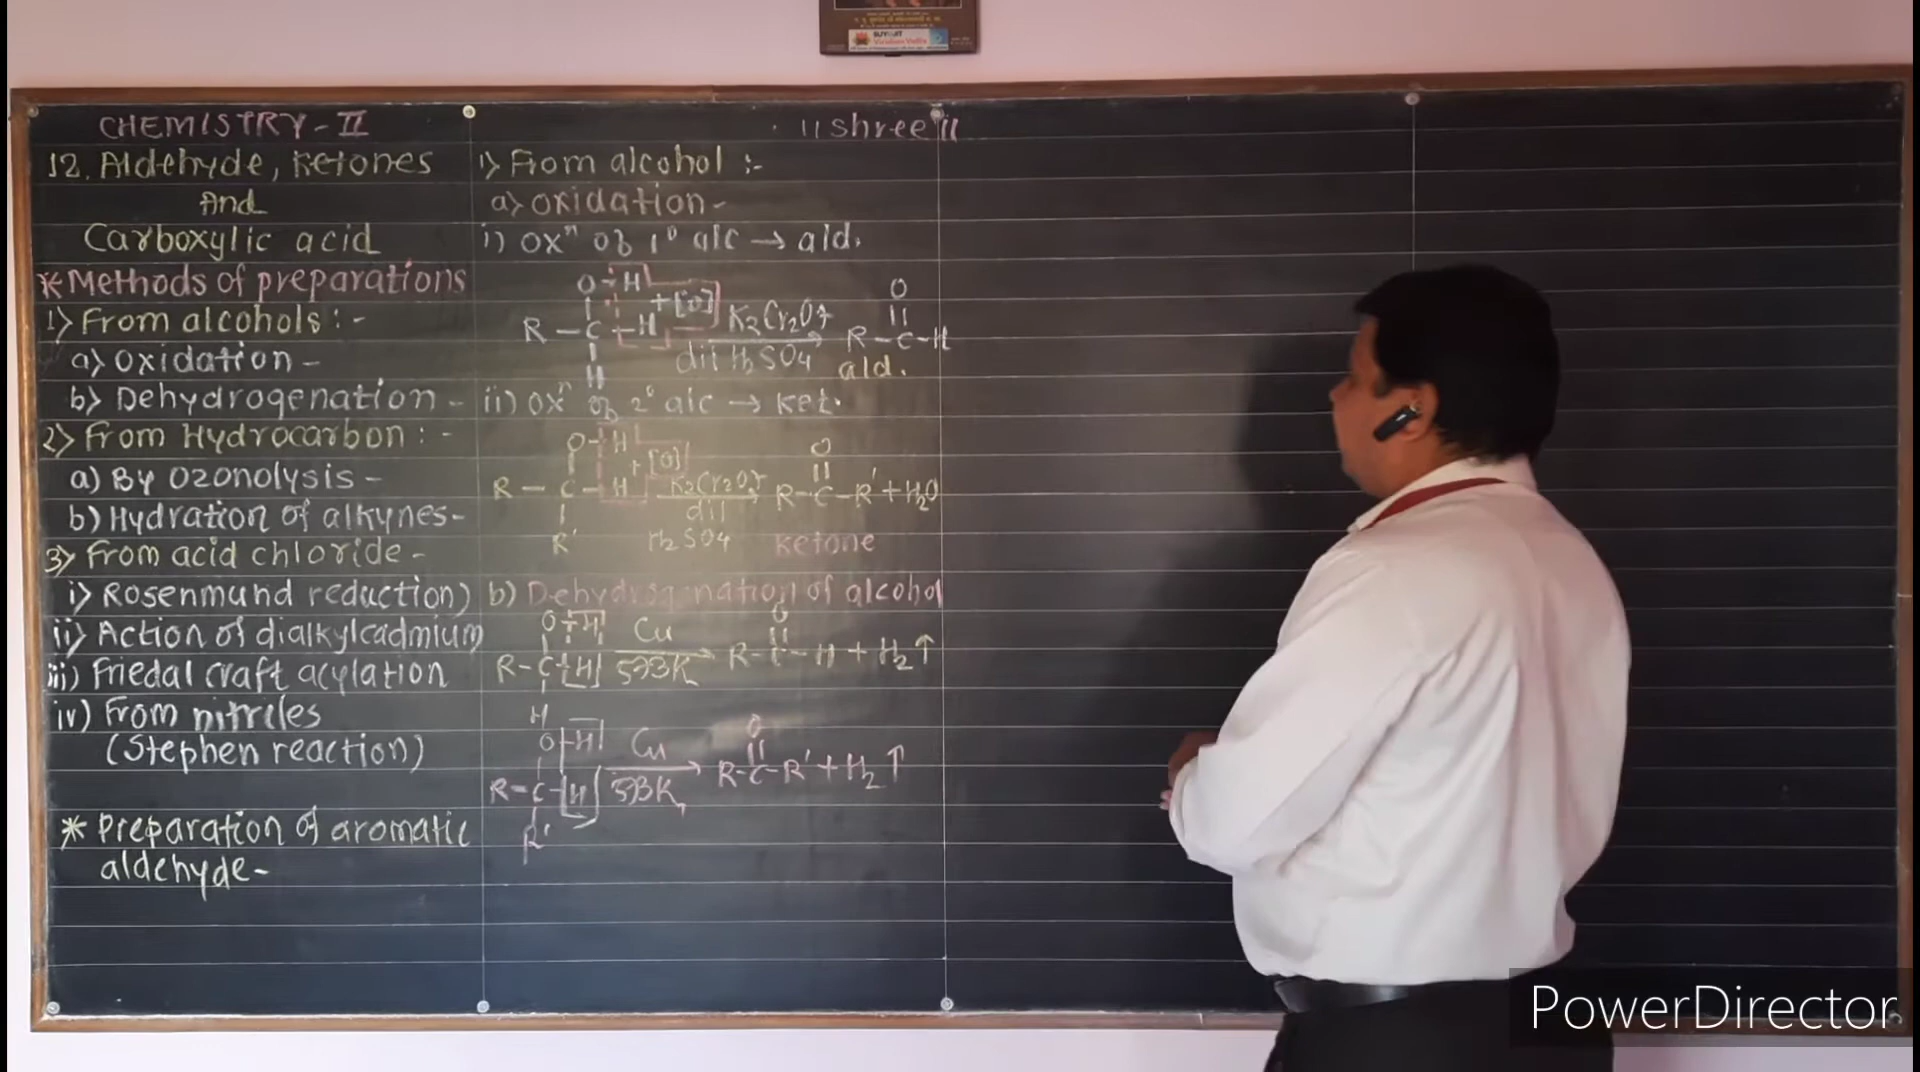 SUYOJIT
Viridian Valley
CHEMISTRY-II
12. Aldehyde, ketones
And
Carboxylic acid
* Methods of preparations
1) From alcohols :-
a) Oxidation -
b) Dehydrogenation -
2) From Hydrocarbon : -
a) By Ozonolysis -
b) Hydration of alkynes-
3) From acid chloride -
i) Rosenmund reduction)
ii) Action of dialkylcadmium
iii) Friedal craft acylation
iv) From nitriles
(Stephen reaction)
* Preparation of aromatic
aldehyde-
॥ Shree ॥
1) From alcohol :-
a) Oxidation -
i) Oxⁿ of 1° alc → ald.
O-H
+[O]
O
||
R — C — H K₂Cr₂O₇ → R-C-H
dil H₂SO₄ ald.
H
ii) Oxⁿ of 2° alc → ket.
O-H
+[O]
O
||
R — C — H K₂Cr₂O₇ → R-C-R' + H₂O
dil
R' H₂SO₄ ketone
b) Dehydrogenation of alcohol
O-H Cu O
||
R-C-H 573K → R-C-H + H₂↑
H
O-H Cu O
||
R-C-H 573K → R-C-R' + H₂↑
R'
PowerDirector